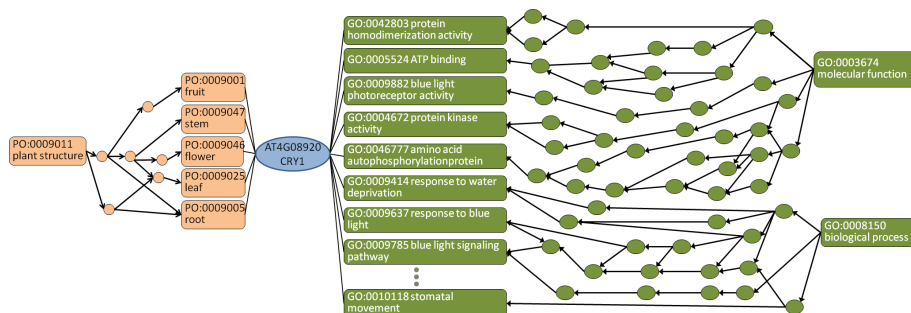 PO:0009011
plant structure
PO:0009001
fruit
PO:0009047
stem
PO:0009046
flower
PO:0009025
leaf
PO:0009005
root
AT4G08920
CRY1
GO:0042803 protein
homodimerization activity
GO:0005524 ATP binding
GO:0009882 blue light
photoreceptor activity
GO:0004672 protein kinase
activity
GO:0046777 amino acid
autophosphorylationprotein
GO:0009414 response to water
deprivation
GO:0009637 response to blue
light
GO:0009785 blue light signaling
pathway
GO:0010118 stomatal
movement
GO:0003674
molecular function
GO:0008150
biological process